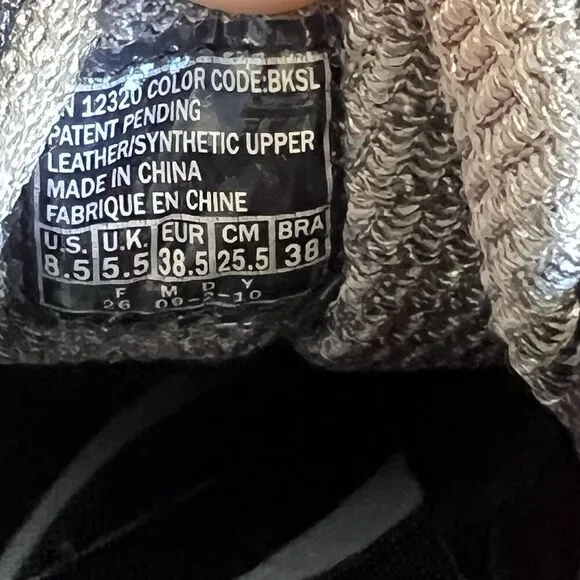 N 12320 COLOR CODE:BKSL
PATENT PENDING
LEATHER/SYNTHETIC UPPER
MADE IN CHINA
FABRIQUE EN CHINE
U.S. U.K. EUR CM BRA
8.5 5.5 38.5 25.5 38
F M D Y